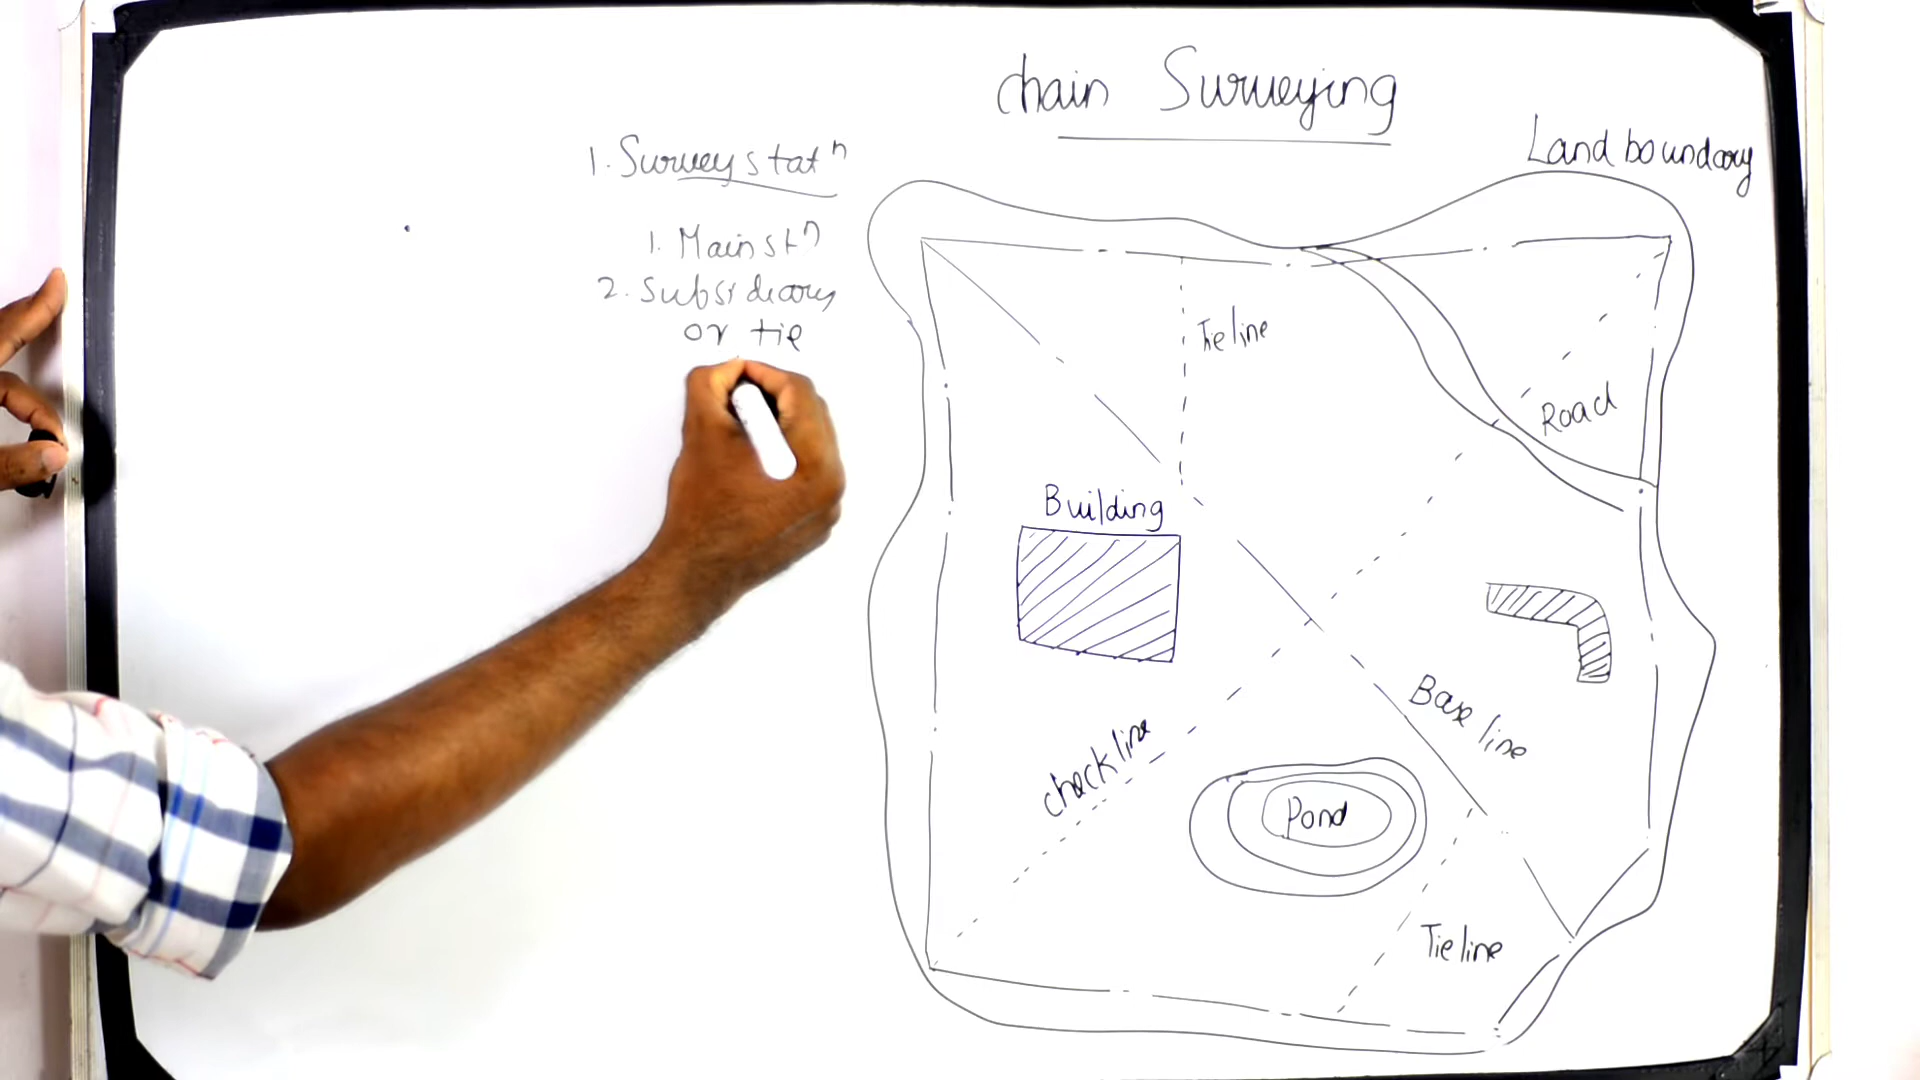 chain Surveying
1. Survey statn
1. Main stn
2. Subsidiary
or tie
Land boundary
Tie line
Road
Building
Base line
check line
Pond
Tie line